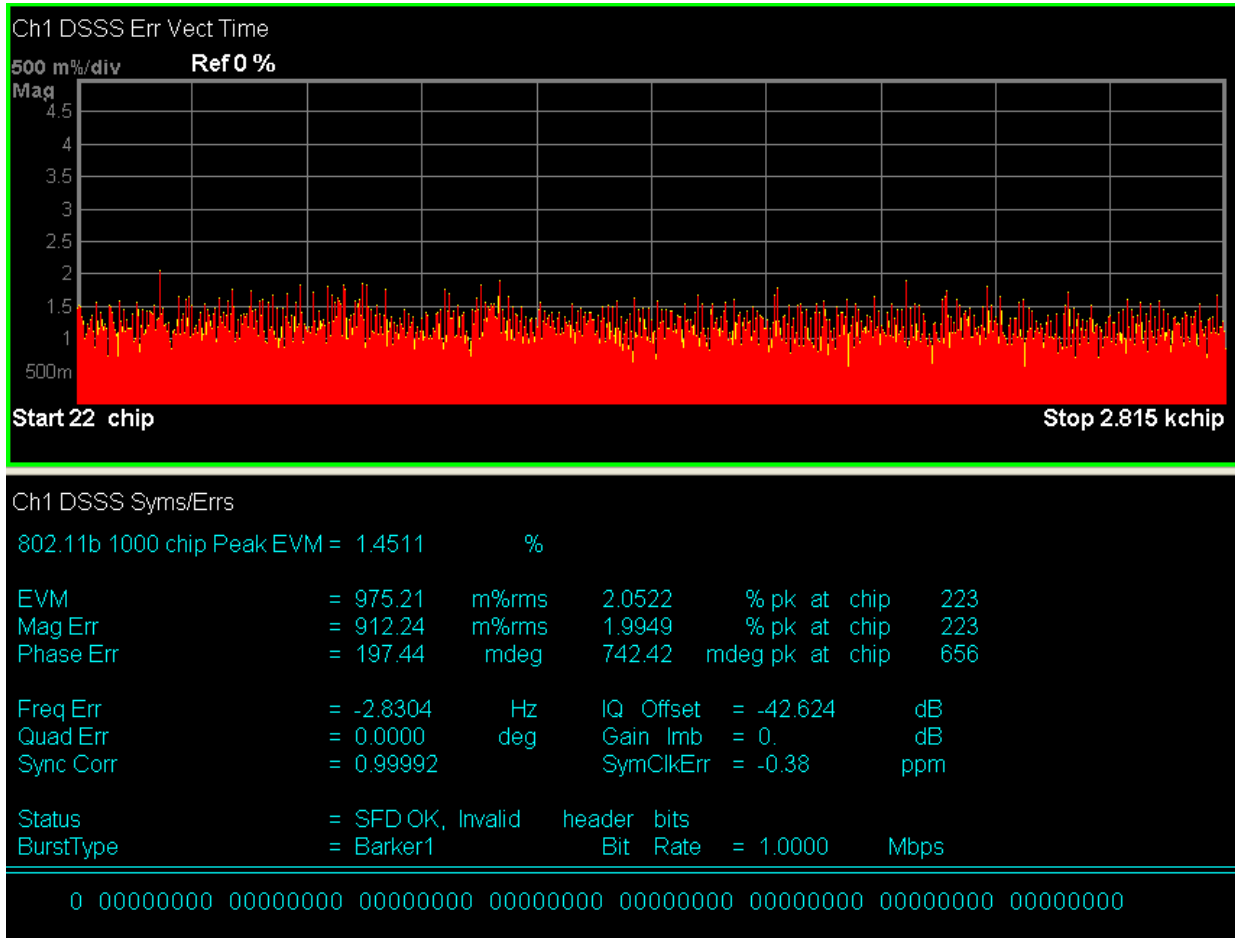 Ch1 DSSS Err Vect Time
500 m%/div Ref 0 %
Mag
4.5
4
3.5
3
2.5
2
1.5
1
500m
Start 22 chip Stop 2.815 kchip
Ch1 DSSS Syms/Errs
802.11b 1000 chip Peak EVM = 1.4511 %
EVM = 975.21 m%rms 2.0522 % pk at chip 223
Mag Err = 912.24 m%rms 1.9949 % pk at chip 223
Phase Err = 197.44 mdeg 742.42 mdeg pk at chip 656
Freq Err = -2.8304 Hz IQ Offset = -42.624 dB
Quad Err = 0.0000 deg Gain Imb = 0. dB
Sync Corr = 0.99992 SymClkErr = -0.38 ppm
Status = SFD OK, Invalid header bits
BurstType = Barker1 Bit Rate = 1.0000 Mbps
0 00000000 00000000 00000000 00000000 00000000 00000000 00000000 00000000